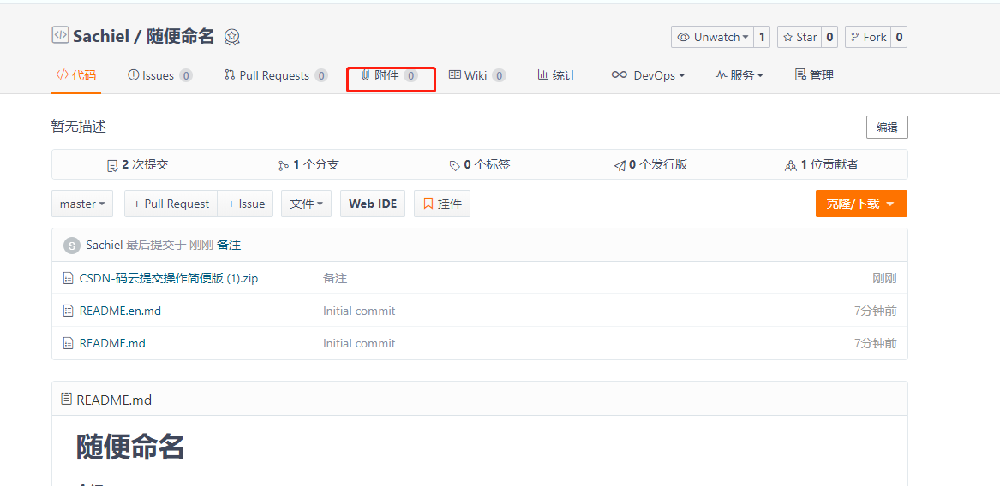 Sachiel / 随便命名
Unwatch 1 Star 0 Fork 0
代码 Issues 0 Pull Requests 0 附件 0 Wiki 0 统计 DevOps 服务 管理
暂无描述 编辑
2 次提交 1 个分支 0 个标签 0 个发行版 1 位贡献者
master + Pull Request + Issue 文件 Web IDE 挂件 克隆/下载
S Sachiel 最后提交于 刚刚 备注
CSDN-码云提交操作简便版 (1).zip 备注 刚刚
README.en.md Initial commit 7分钟前
README.md Initial commit 7分钟前
README.md
随便命名